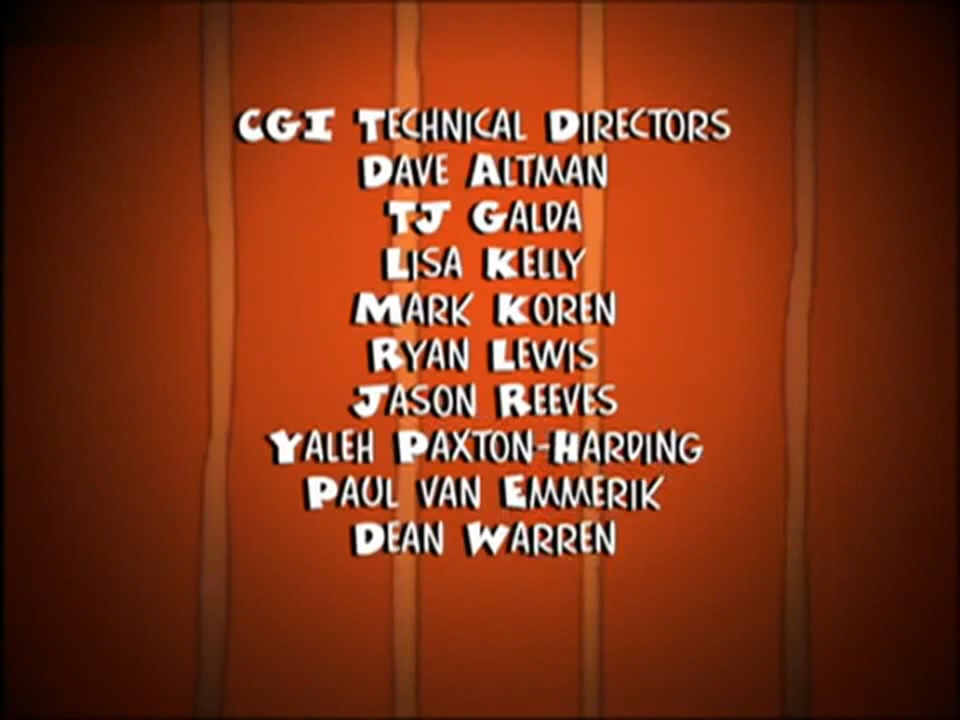 CGI TECHNICAL DIRECTORS
DAVE ALTMAN
TJ GALDA
LISA KELLY
MARK KOREN
RYAN LEWIS
JASON REEVES
YALEH PAXTON-HARDING
PAUL VAN EMMERIK
DEAN WARREN